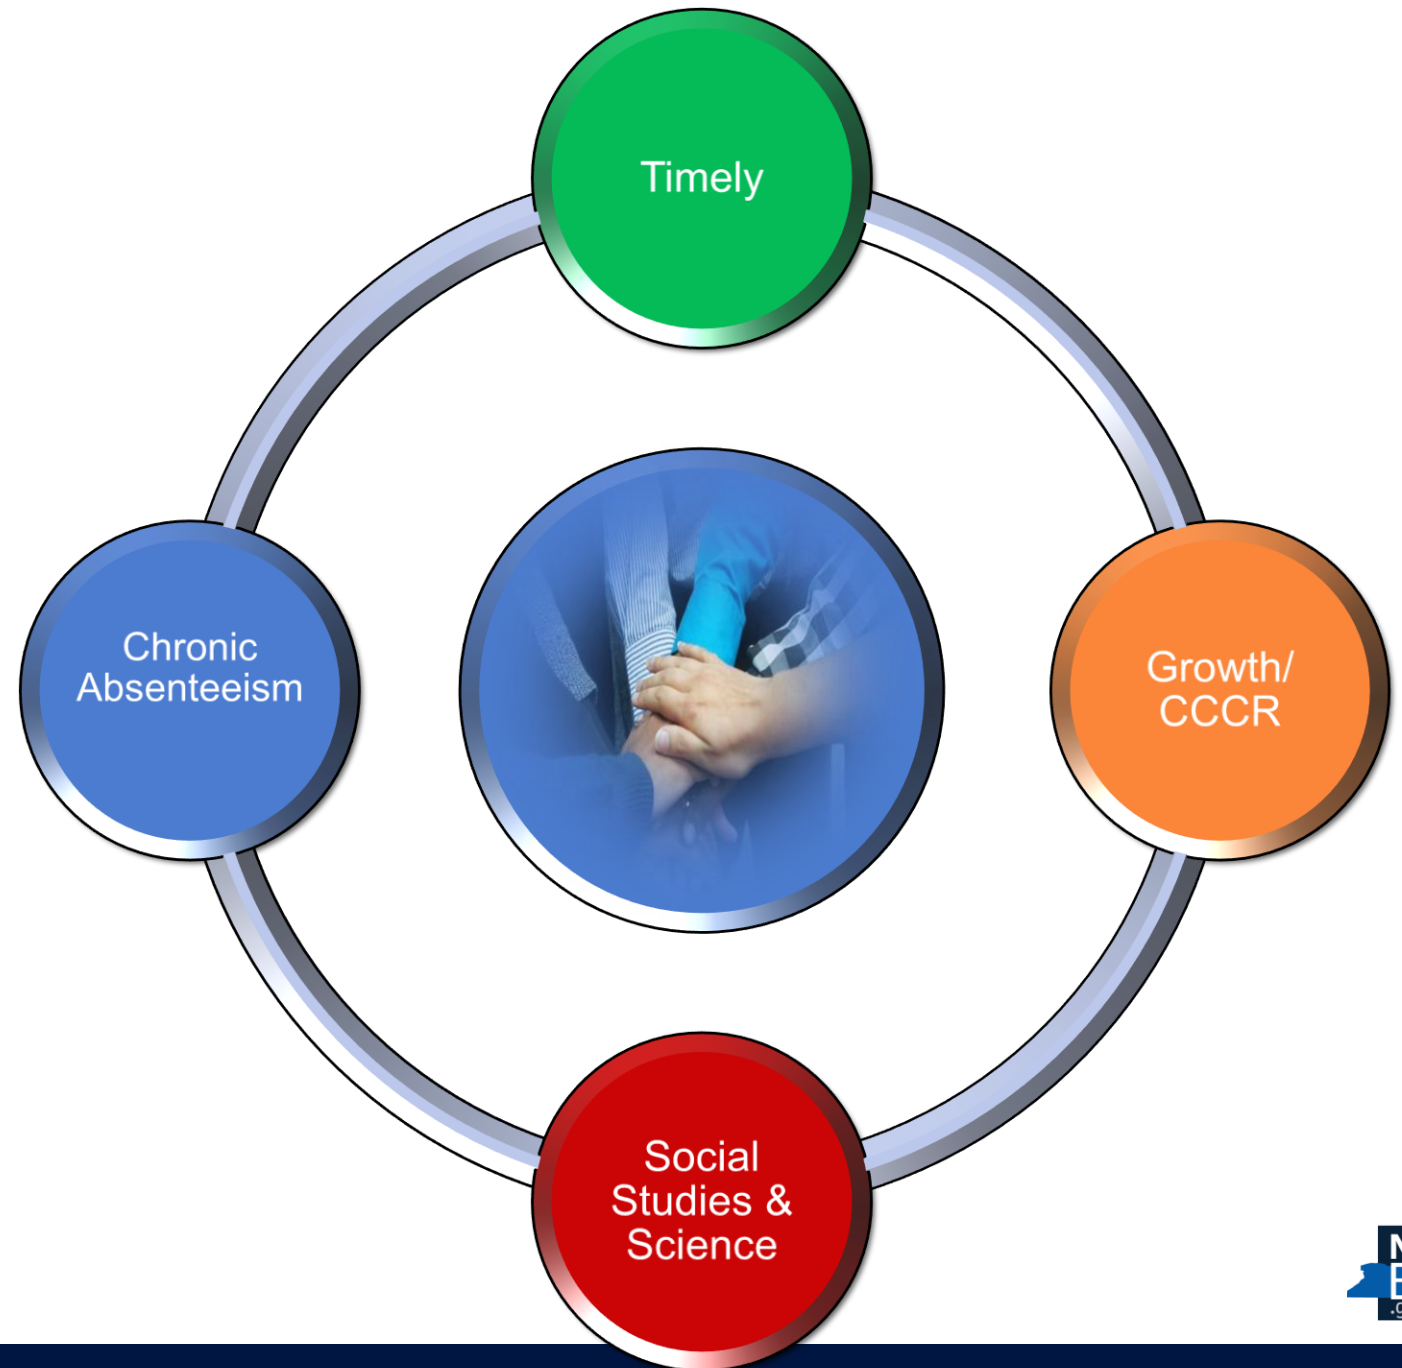 Timely
Chronic
Absenteeism
Growth/
CCCR
Social
Studies &
Science